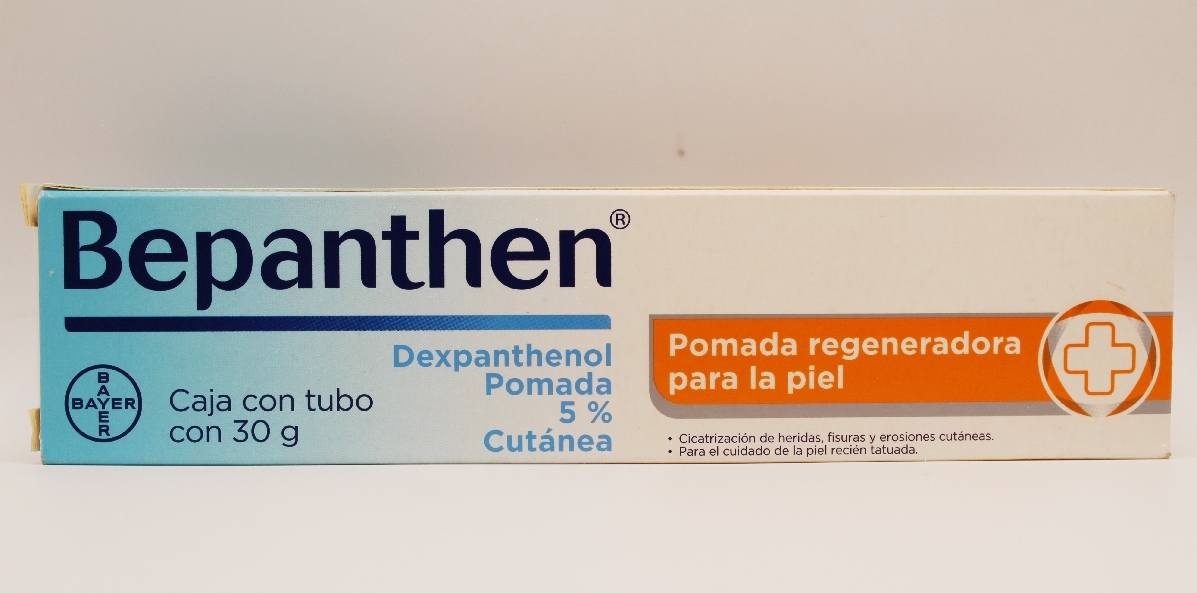 Bepanthen®
Dexpanthenol
Pomada
5 %
Cutánea
BAYER
BAYER
Caja con tubo
con 30 g
Pomada regeneradora
para la piel
• Cicatrización de heridas, fisuras y erosiones cutáneas.
• Para el cuidado de la piel recién tatuada.